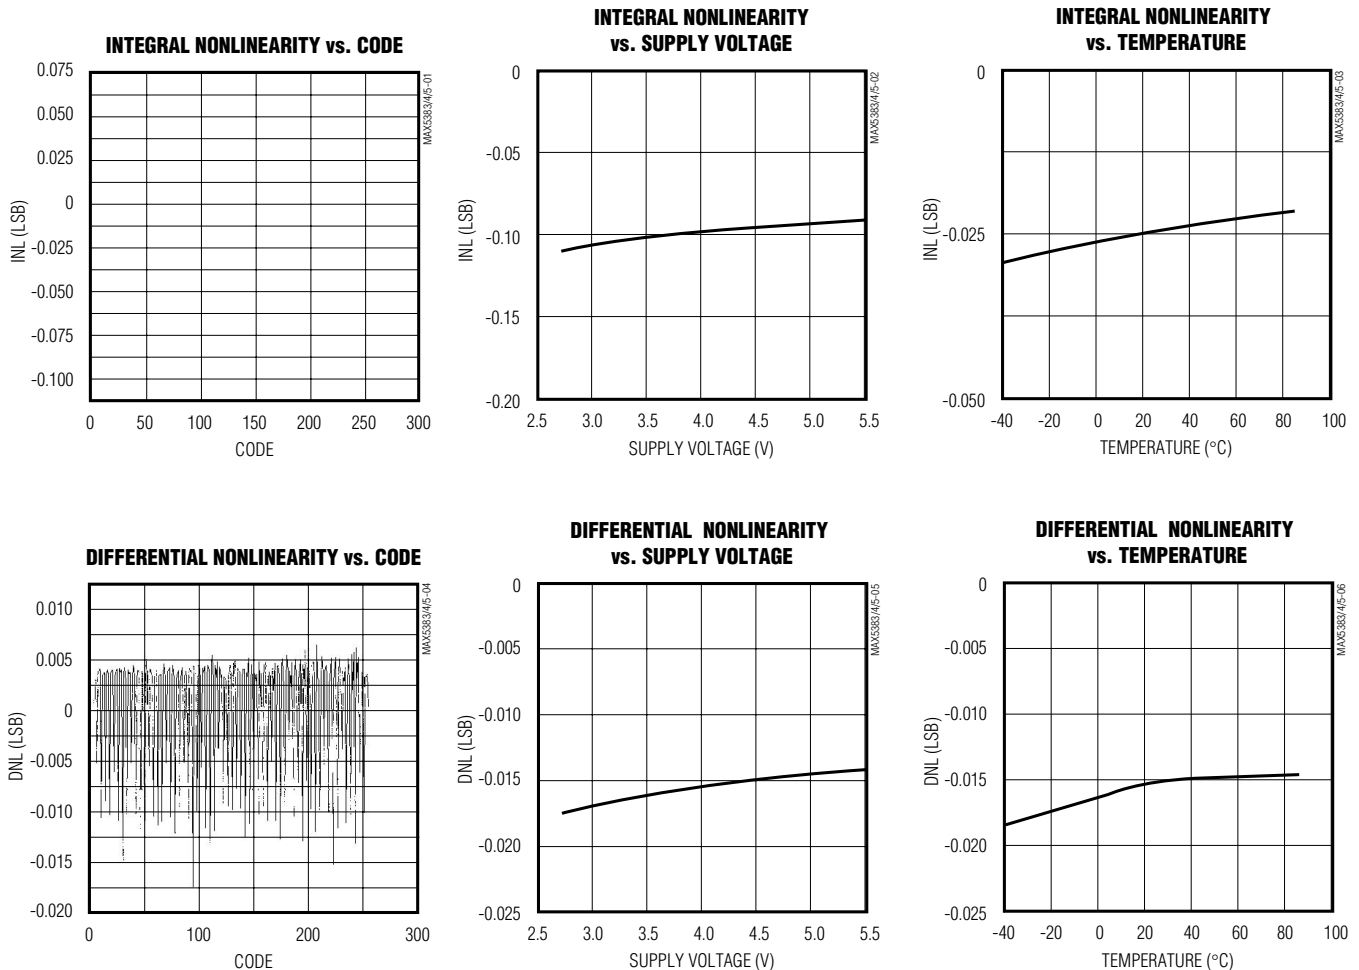 INTEGRAL NONLINEARITY vs. CODE
0.075
0.050
0.025
0
-0.025
-0.050
-0.075
-0.100
INL (LSB)
0 50 100 150 200 250 300
CODE
MAX5383/4/5-01
INTEGRAL NONLINEARITY
vs. SUPPLY VOLTAGE
0
-0.05
-0.10
-0.15
-0.20
INL (LSB)
2.5 3.0 3.5 4.0 4.5 5.0 5.5
SUPPLY VOLTAGE (V)
MAX5383/4/5-02
INTEGRAL NONLINEARITY
vs. TEMPERATURE
0
-0.025
-0.050
INL (LSB)
-40 -20 0 20 40 60 80 100
TEMPERATURE (°C)
MAX5383/4/5-03
DIFFERENTIAL NONLINEARITY vs. CODE
0.010
0.005
0
-0.005
-0.010
-0.015
-0.020
DNL (LSB)
0 100 200 300
CODE
MAX5383/4/5-04
DIFFERENTIAL NONLINEARITY
vs. SUPPLY VOLTAGE
0
-0.005
-0.010
-0.015
-0.020
-0.025
DNL (LSB)
2.5 3.0 3.5 4.0 4.5 5.0 5.5
SUPPLY VOLTAGE (V)
MAX5383/4/5-05
DIFFERENTIAL NONLINEARITY
vs. TEMPERATURE
0
-0.005
-0.010
-0.015
-0.020
-0.025
DNL (LSB)
-40 -20 0 20 40 60 80 100
TEMPERATURE (°C)
MAX5383/4/5-06